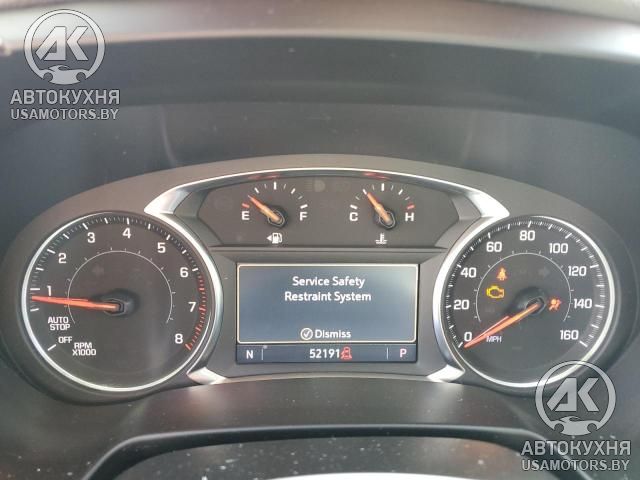 АК
АВТОКУХНЯ
USAMOTORS.BY
E F
C H
1 2 3 4 5 6 7 8
AUTO STOP
OFF
RPM X1000
Service Safety
Restraint System
Dismiss
N 52191 P
0 20 40 60 80 100 120 140 160
MPH
АК
АВТОКУХНЯ
USAMOTORS.BY